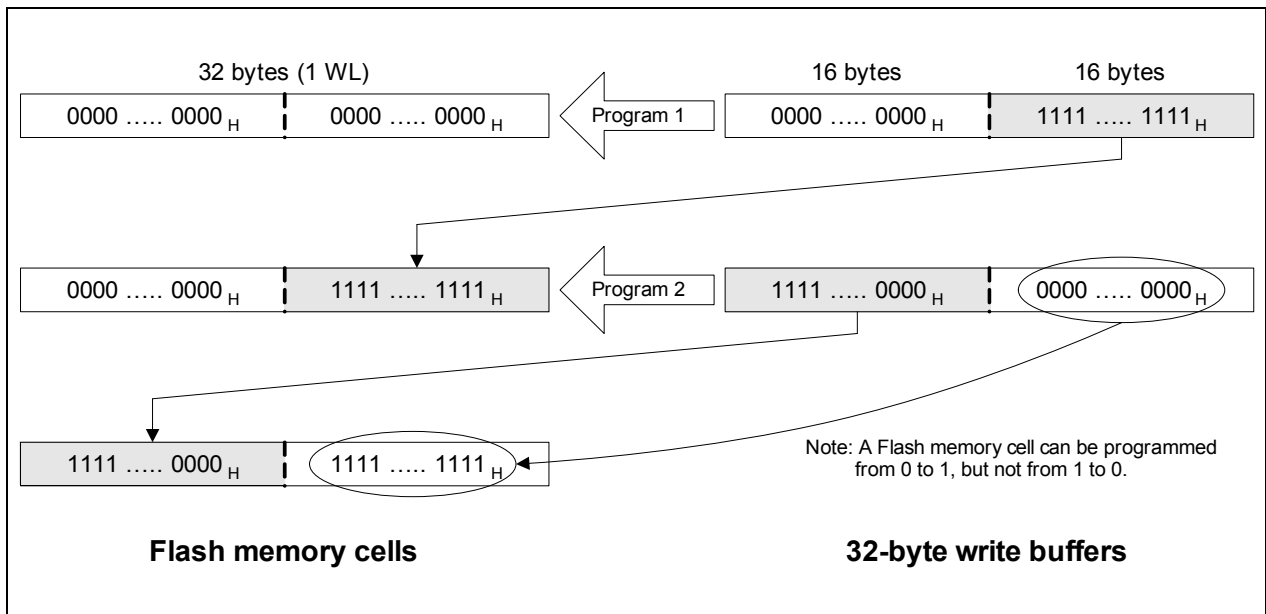 32 bytes (1 WL) 16 bytes 16 bytes
0000 ..... 0000 H 0000 ..... 0000 H Program 1 0000 ..... 0000 H 1111 ..... 1111 H
0000 ..... 0000 H 1111 ..... 1111 H Program 2 1111 ..... 0000 H 0000 ..... 0000 H
1111 ..... 0000 H 1111 ..... 1111 H
Note: A Flash memory cell can be programmed
from 0 to 1, but not from 1 to 0.
Flash memory cells 32-byte write buffers